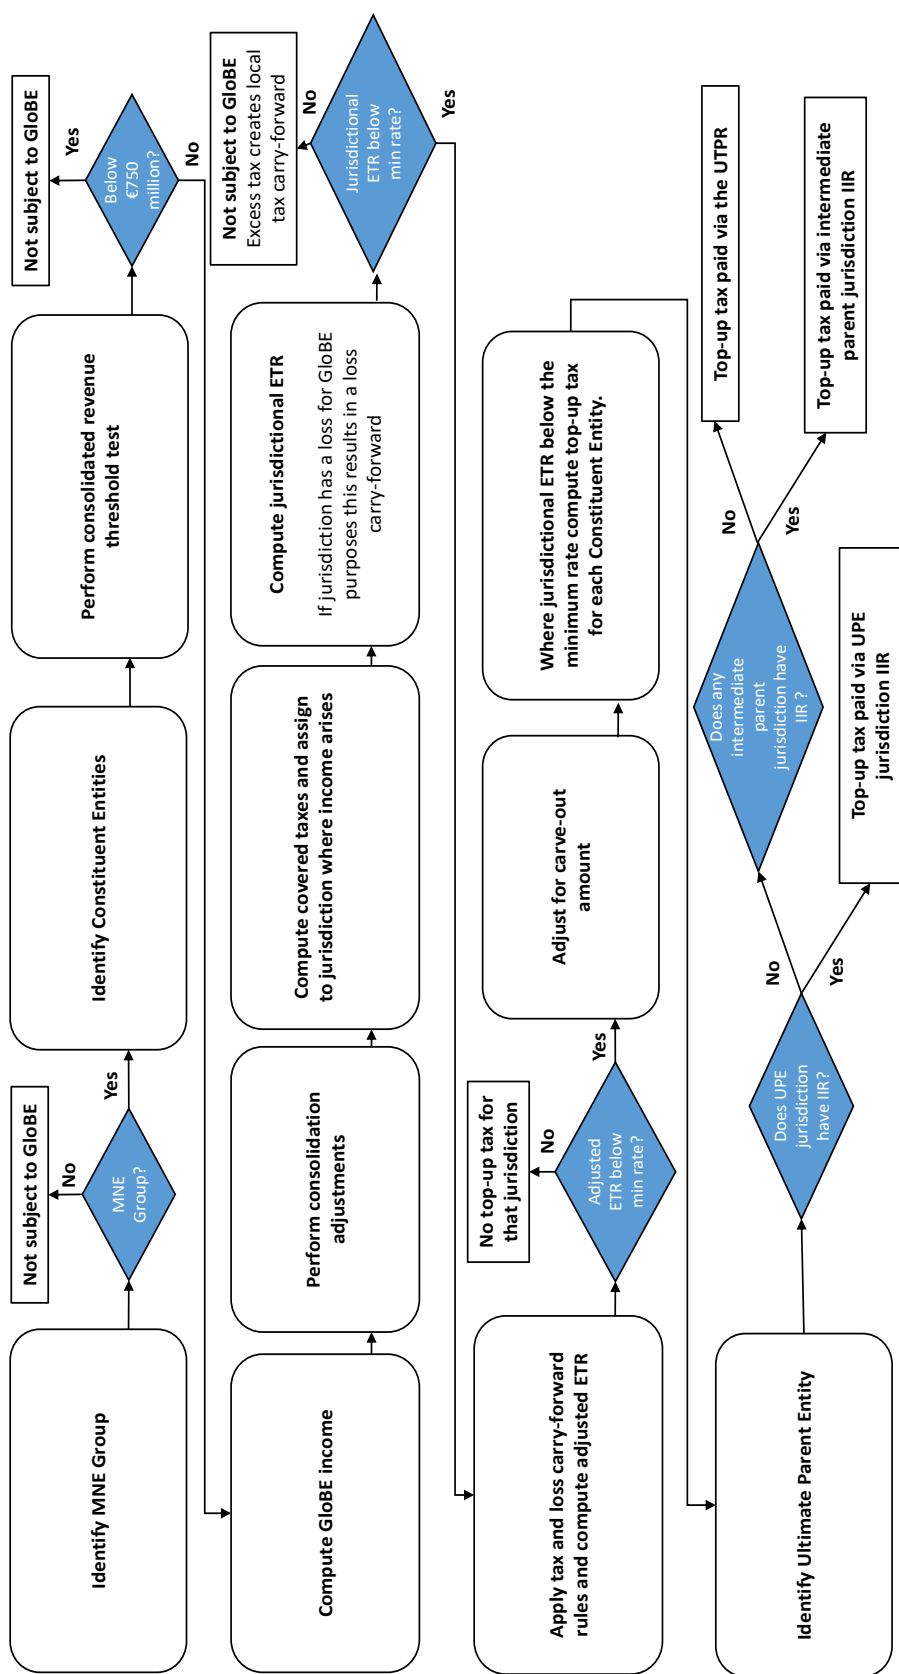 Identify MNE Group
MNE
Group?
No
Not subject to GloBE
Yes
Identify Constituent Entities
Perform consolidated revenue
threshold test
Below
€750
million?
Yes
Not subject to GloBE
No
Compute GloBE income
Perform consolidation
adjustments
Compute covered taxes and assign
to jurisdiction where income arises
Compute jurisdictional ETR
If jurisdiction has a loss for GloBE
purposes this results in a loss
carry-forward
Jurisdictional
ETR below
min rate?
No
Not subject to GloBE
Excess tax creates local
tax carry-forward
Yes
Apply tax and loss carry-forward
rules and compute adjusted ETR
Adjusted
ETR below
min rate?
No
No top-up tax for
that jurisdiction
Yes
Adjust for carve-out
amount
Where jurisdictional ETR below the
minimum rate compute top-up tax
for each Constituent Entity.
Identify Ultimate Parent Entity
Does UPE
jurisdiction
have IIR?
No
Yes
Top-up tax paid via UPE
jurisdiction IIR
Does any
intermediate
parent
jurisdiction have
IIR ?
No
Top-up tax paid via the UTPR
Yes
Top-up tax paid via intermediate
parent jurisdiction IIR